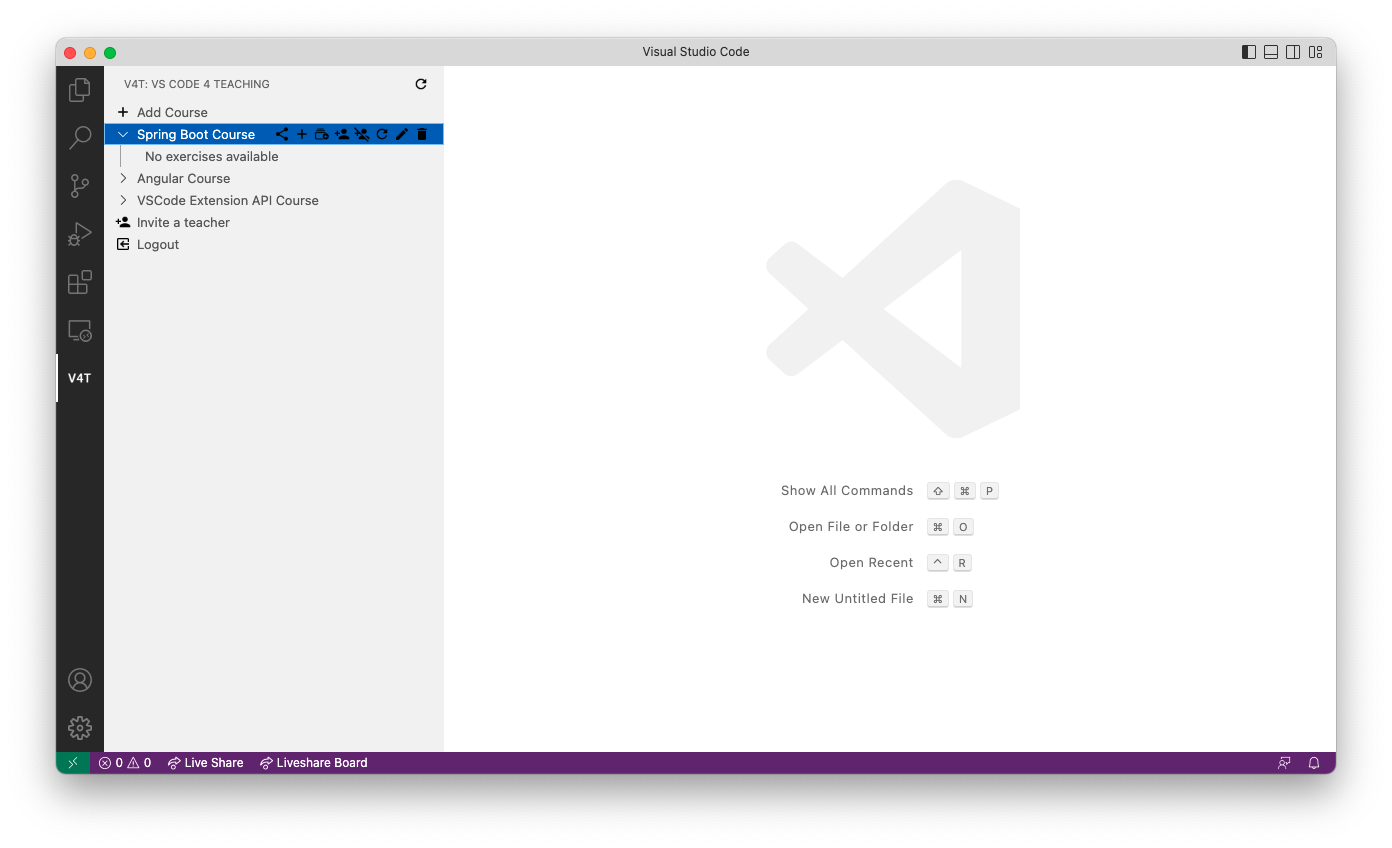 Visual Studio Code
V4T: VS CODE 4 TEACHING
Add Course
Spring Boot Course
No exercises available
Angular Course
VSCode Extension API Course
Invite a teacher
Logout
V4T
Show All Commands ⇧ ⌘ P
Open File or Folder ⌘ O
Open Recent ^ R
New Untitled File ⌘ N
0 0 Live Share Liveshare Board